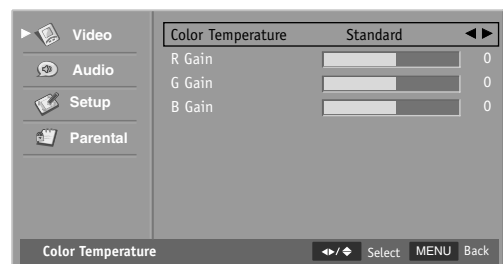 Video
Audio
Setup
Parental
Color Temperature Standard
R Gain 0
G Gain 0
B Gain 0
Color Temperature Select MENU Back